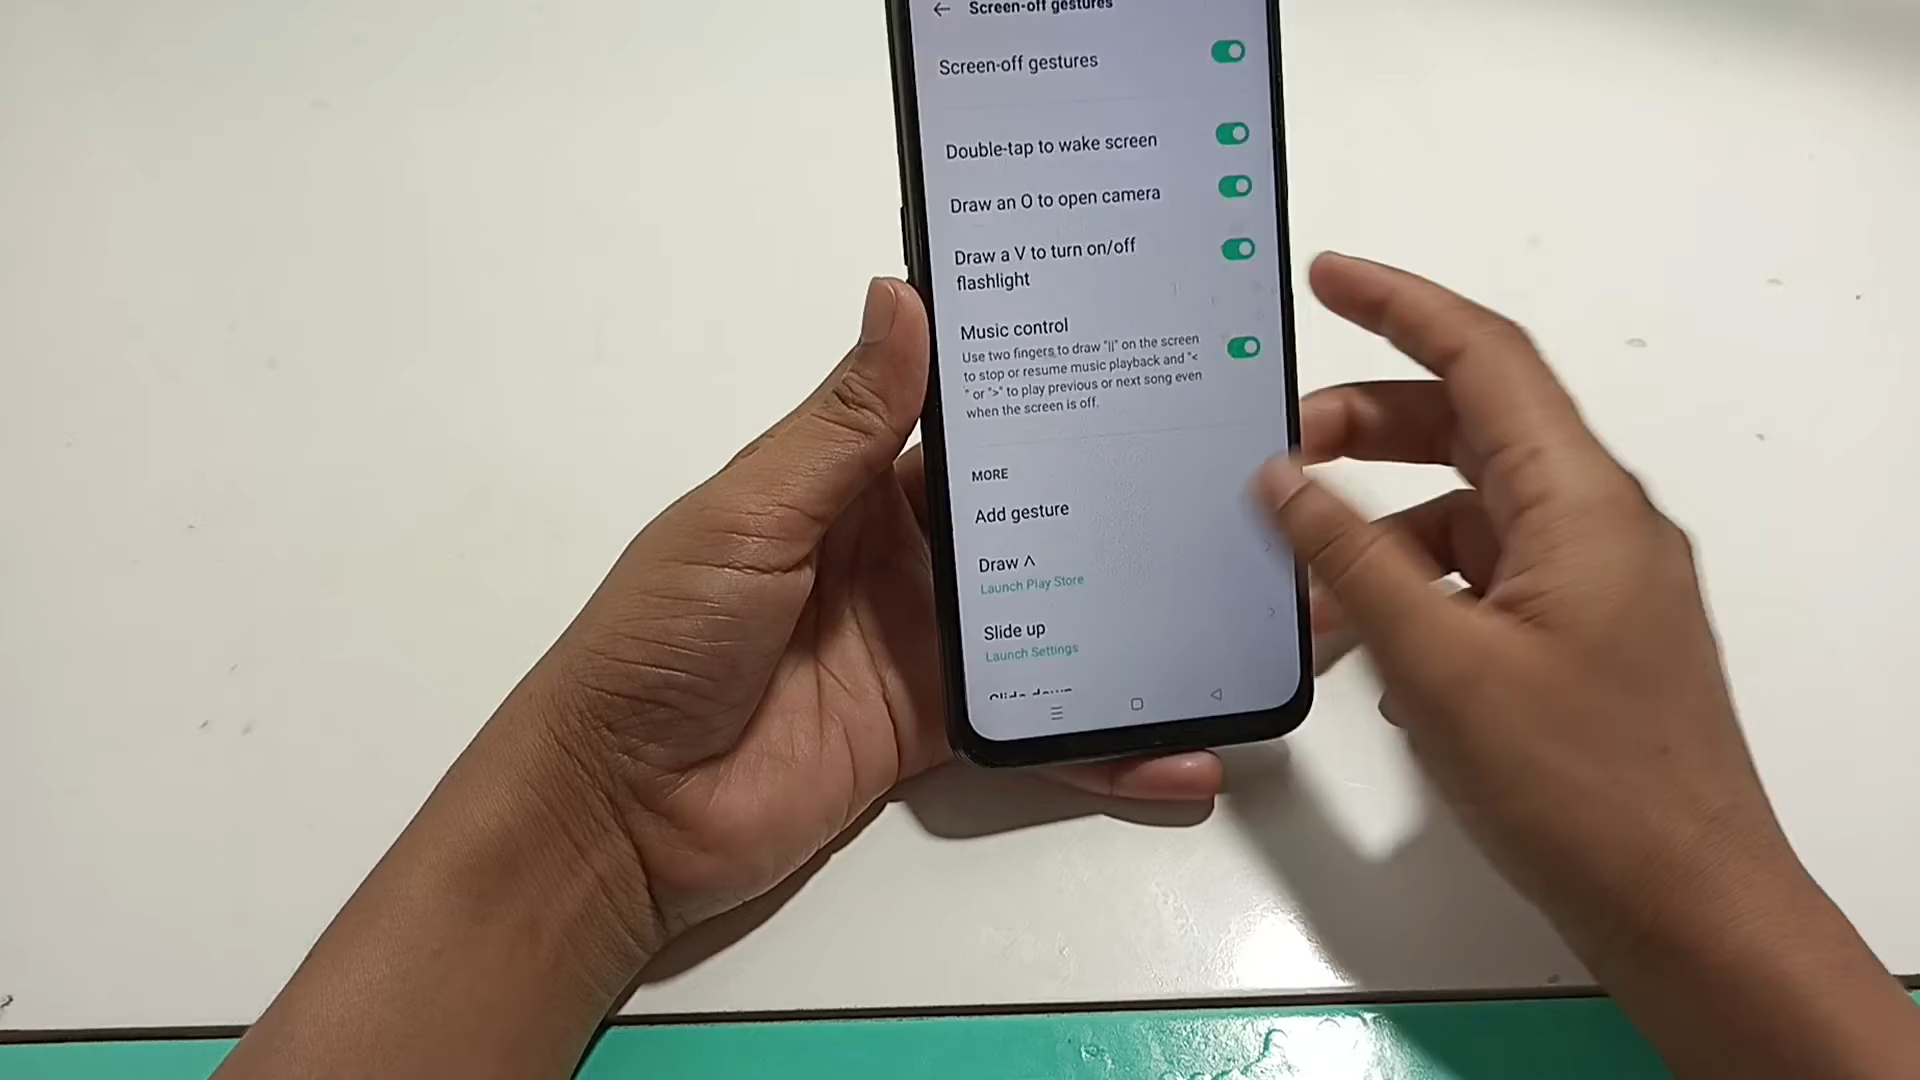 Screen-off gestures
Screen-off gestures
Double-tap to wake screen
Draw an O to open camera
Draw a V to turn on/off
flashlight
Music control
Use two fingers to draw "||" on the screen
to stop or resume music playback and "<
" or ">" to play previous or next song even
when the screen is off.
MORE
Add gesture
Draw ᐱ
Launch Play Store
Slide up
Launch Settings